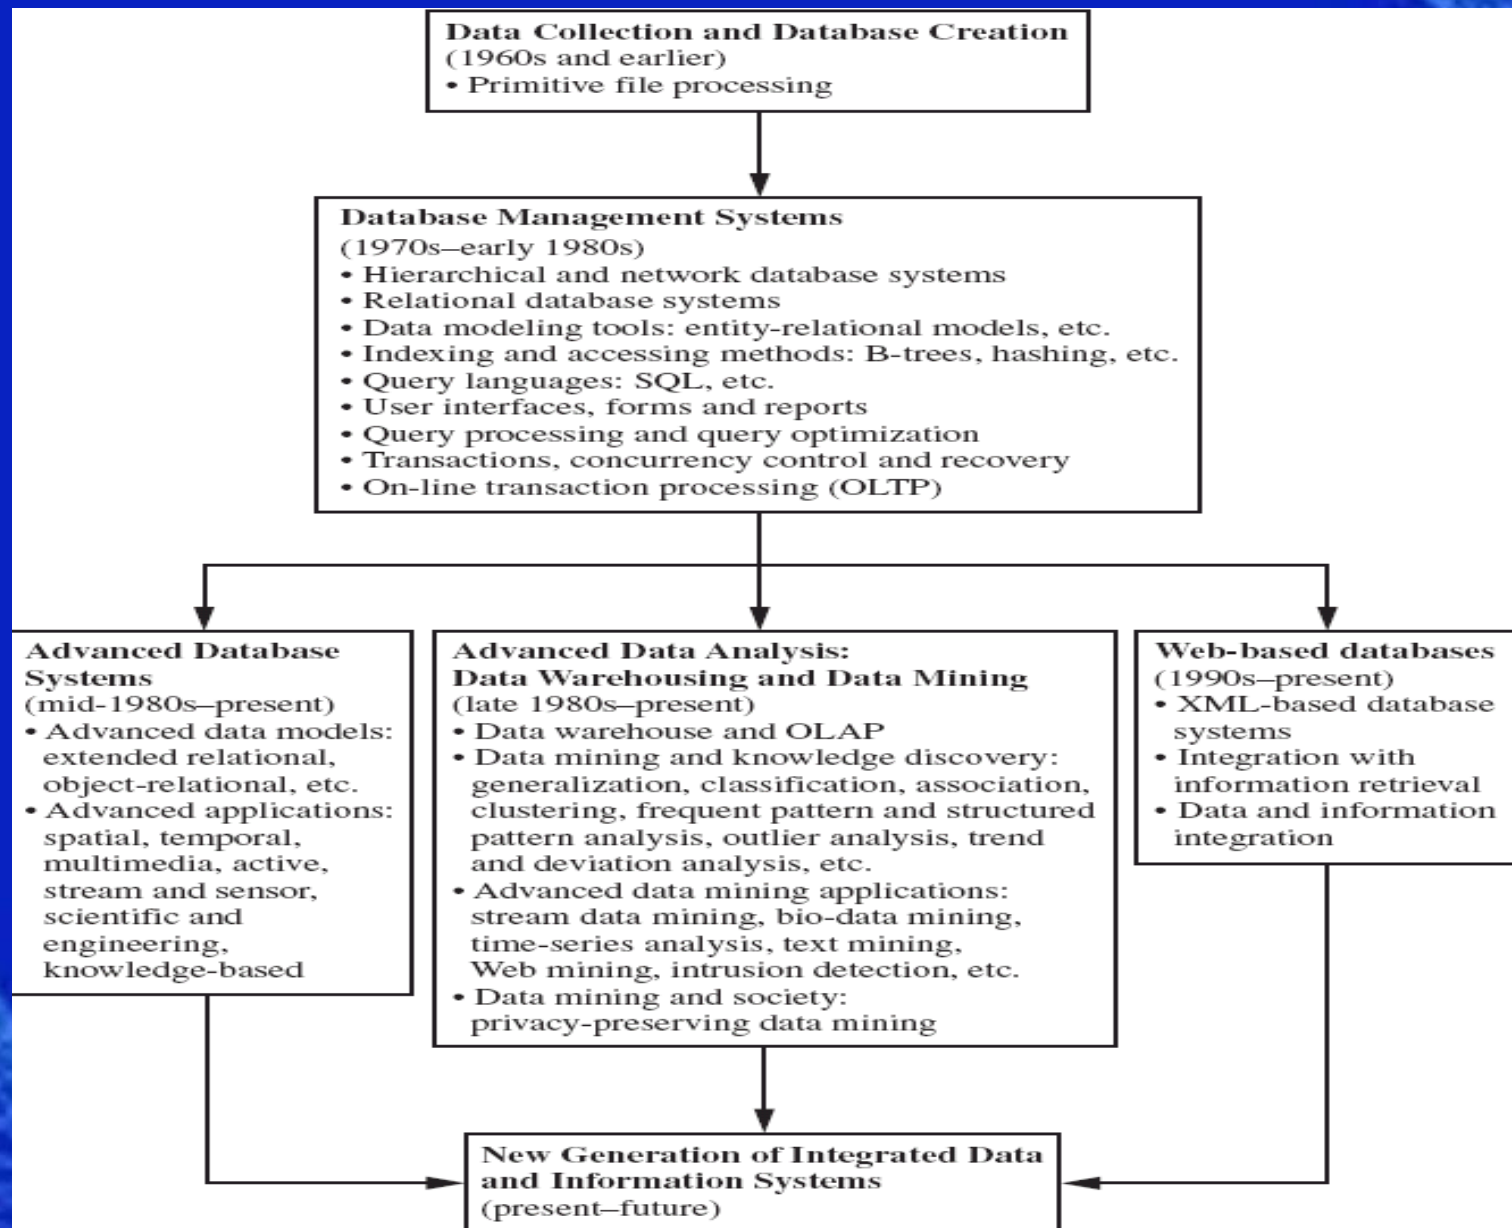 Data Collection and Database Creation
(1960s and earlier)
• Primitive file processing
Database Management Systems
(1970s–early 1980s)
• Hierarchical and network database systems
• Relational database systems
• Data modeling tools: entity-relational models, etc.
• Indexing and accessing methods: B-trees, hashing, etc.
• Query languages: SQL, etc.
• User interfaces, forms and reports
• Query processing and query optimization
• Transactions, concurrency control and recovery
• On-line transaction processing (OLTP)
Advanced Database
Systems
(mid-1980s–present)
• Advanced data models:
extended relational,
object-relational, etc.
• Advanced applications:
spatial, temporal,
multimedia, active,
stream and sensor,
scientific and
engineering,
knowledge-based
Advanced Data Analysis:
Data Warehousing and Data Mining
(late 1980s–present)
• Data warehouse and OLAP
• Data mining and knowledge discovery:
generalization, classification, association,
clustering, frequent pattern and structured
pattern analysis, outlier analysis, trend
and deviation analysis, etc.
• Advanced data mining applications:
stream data mining, bio-data mining,
time-series analysis, text mining,
Web mining, intrusion detection, etc.
• Data mining and society:
privacy-preserving data mining
Web-based databases
(1990s–present)
• XML-based database
systems
• Integration with
information retrieval
• Data and information
integration
New Generation of Integrated Data
and Information Systems
(present–future)